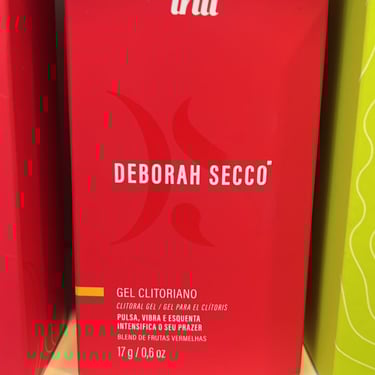 DEBORAH SECCO
GEL CLITORIANO
CLITORAL GEL / GEL PARA EL CLÍTORIS
PULSA, VIBRA E ESQUENTA
INTENSIFICA O SEU PRAZER
BLEND DE FRUTAS VERMELHAS
17 g / 0,6 oz